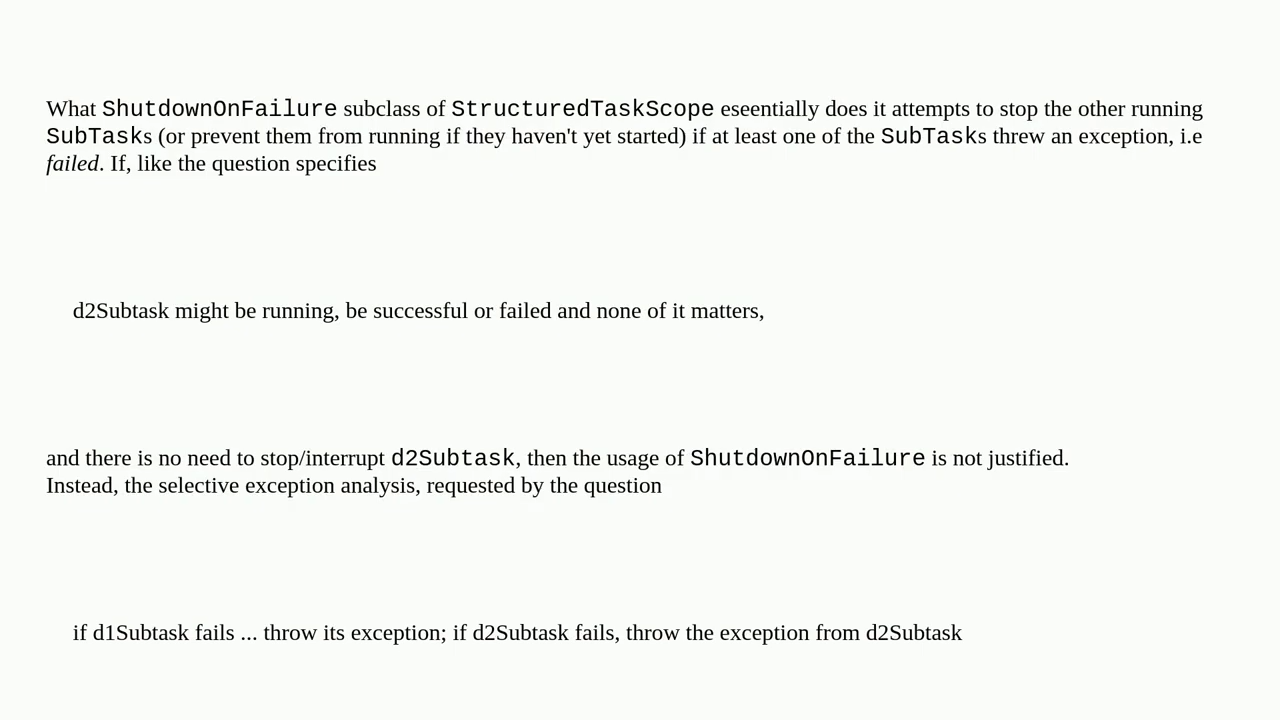 What ShutdownOnFailure subclass of StructuredTaskScope eseentially does it attempts to stop the other running
SubTasks (or prevent them from running if they haven't yet started) if at least one of the SubTasks threw an exception, i.e
failed. If, like the question specifies
d2Subtask might be running, be successful or failed and none of it matters,
and there is no need to stop/interrupt d2Subtask, then the usage of ShutdownOnFailure is not justified.
Instead, the selective exception analysis, requested by the question
if d1Subtask fails ... throw its exception; if d2Subtask fails, throw the exception from d2Subtask